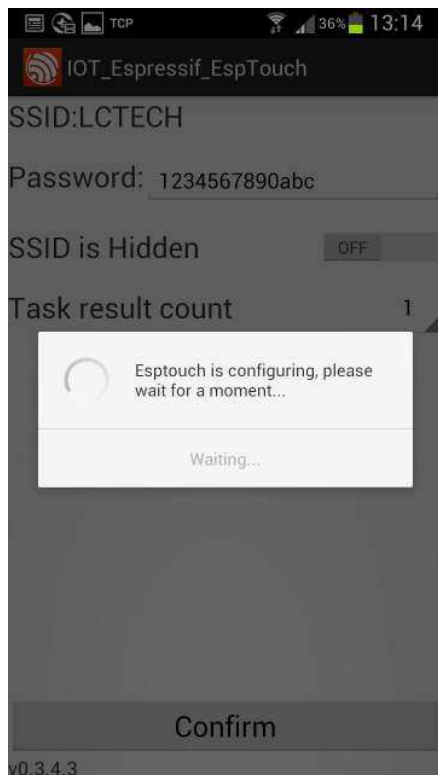 TCP 36% 13:14
IOT_Espressif_EspTouch
SSID:LCTECH
Password: 1234567890abc
SSID is Hidden OFF
Task result count 1
Esptouch is configuring, please
wait for a moment...
Waiting...
Confirm
v0.3.4.3